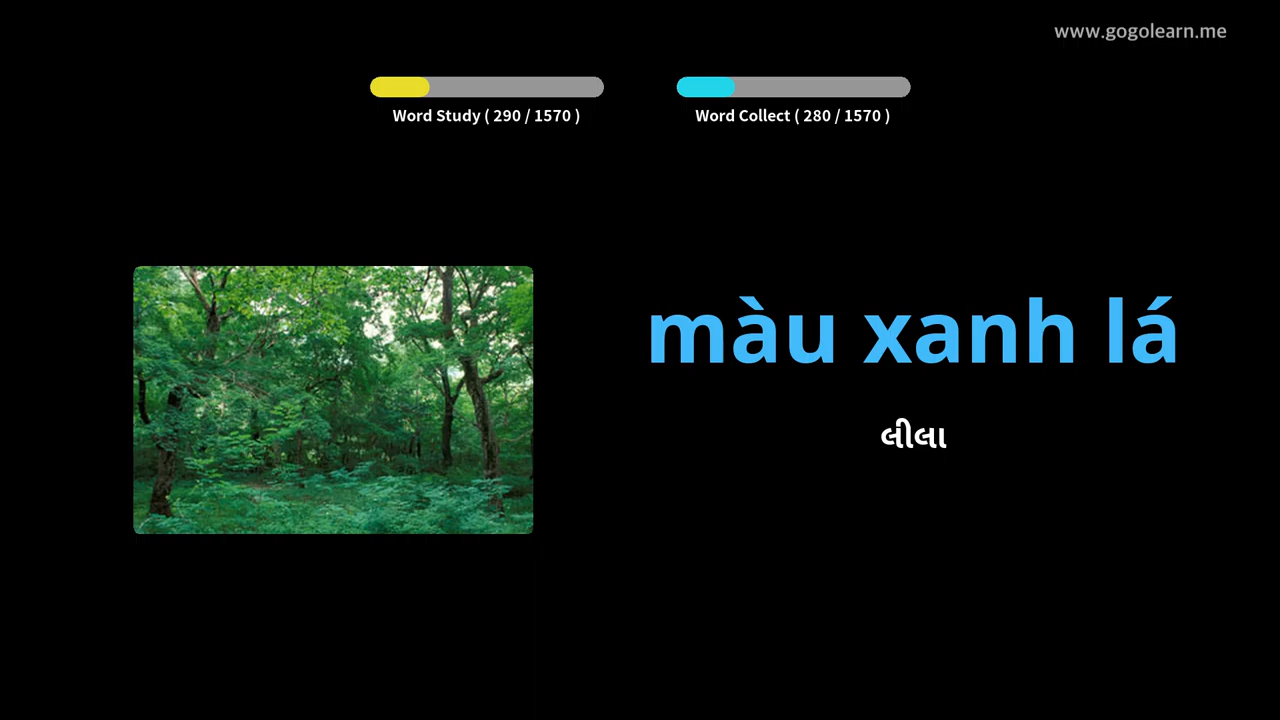 www.gogolearn.me
Word Study ( 290 / 1570 )
Word Collect ( 280 / 1570 )
màu xanh lá
લીલા